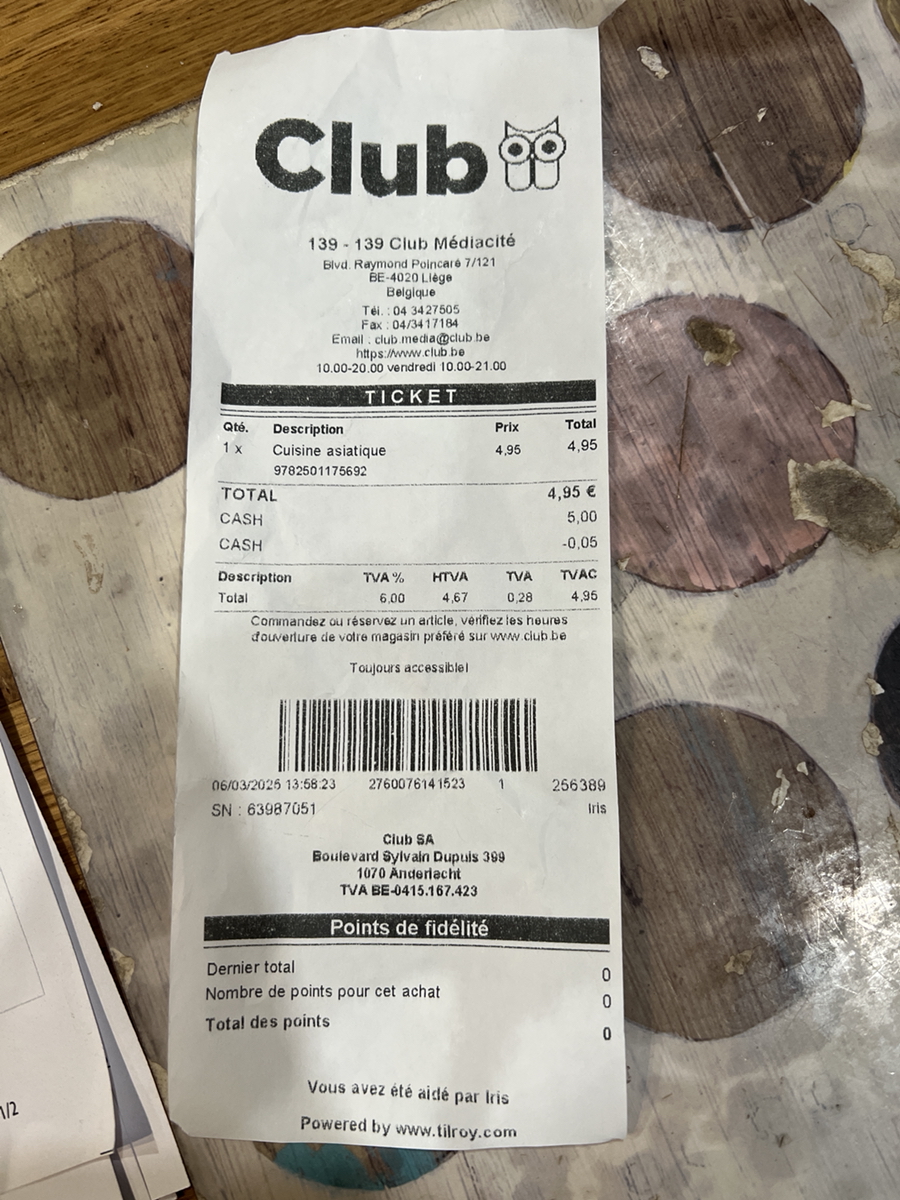 Club
139 - 139 Club Médiacité
Blvd. Raymond Poincaré 7/121
BE-4020 Liège
Belgique
Tél. : 04 3427505
Fax : 04/3417184
Email : club.media@club.be
https://www.club.be
10.00-20.00 vendredi 10.00-21.00
TICKET
Qté. Description Prix Total
1 x Cuisine asiatique 4,95 4,95
9782501175692
TOTAL 4,95 €
CASH 5,00
CASH -0,05
Description TVA % HTVA TVA TVAC
Total 6,00 4,67 0,28 4,95
Commandez ou réservez un article, vérifiez les heures
d'ouverture de votre magasin préféré sur www.club.be
Toujours accessible!
06/03/2025 13:58:23 2760076141523 1 256389
SN : 63987051 Iris
Club SA
Boulevard Sylvain Dupuis 399
1070 Anderlecht
TVA BE-0415.167.423
Points de fidélité
Dernier total 0
Nombre de points pour cet achat 0
Total des points 0
Vous avez été aidé par Iris
Powered by www.tilroy.com
1/2